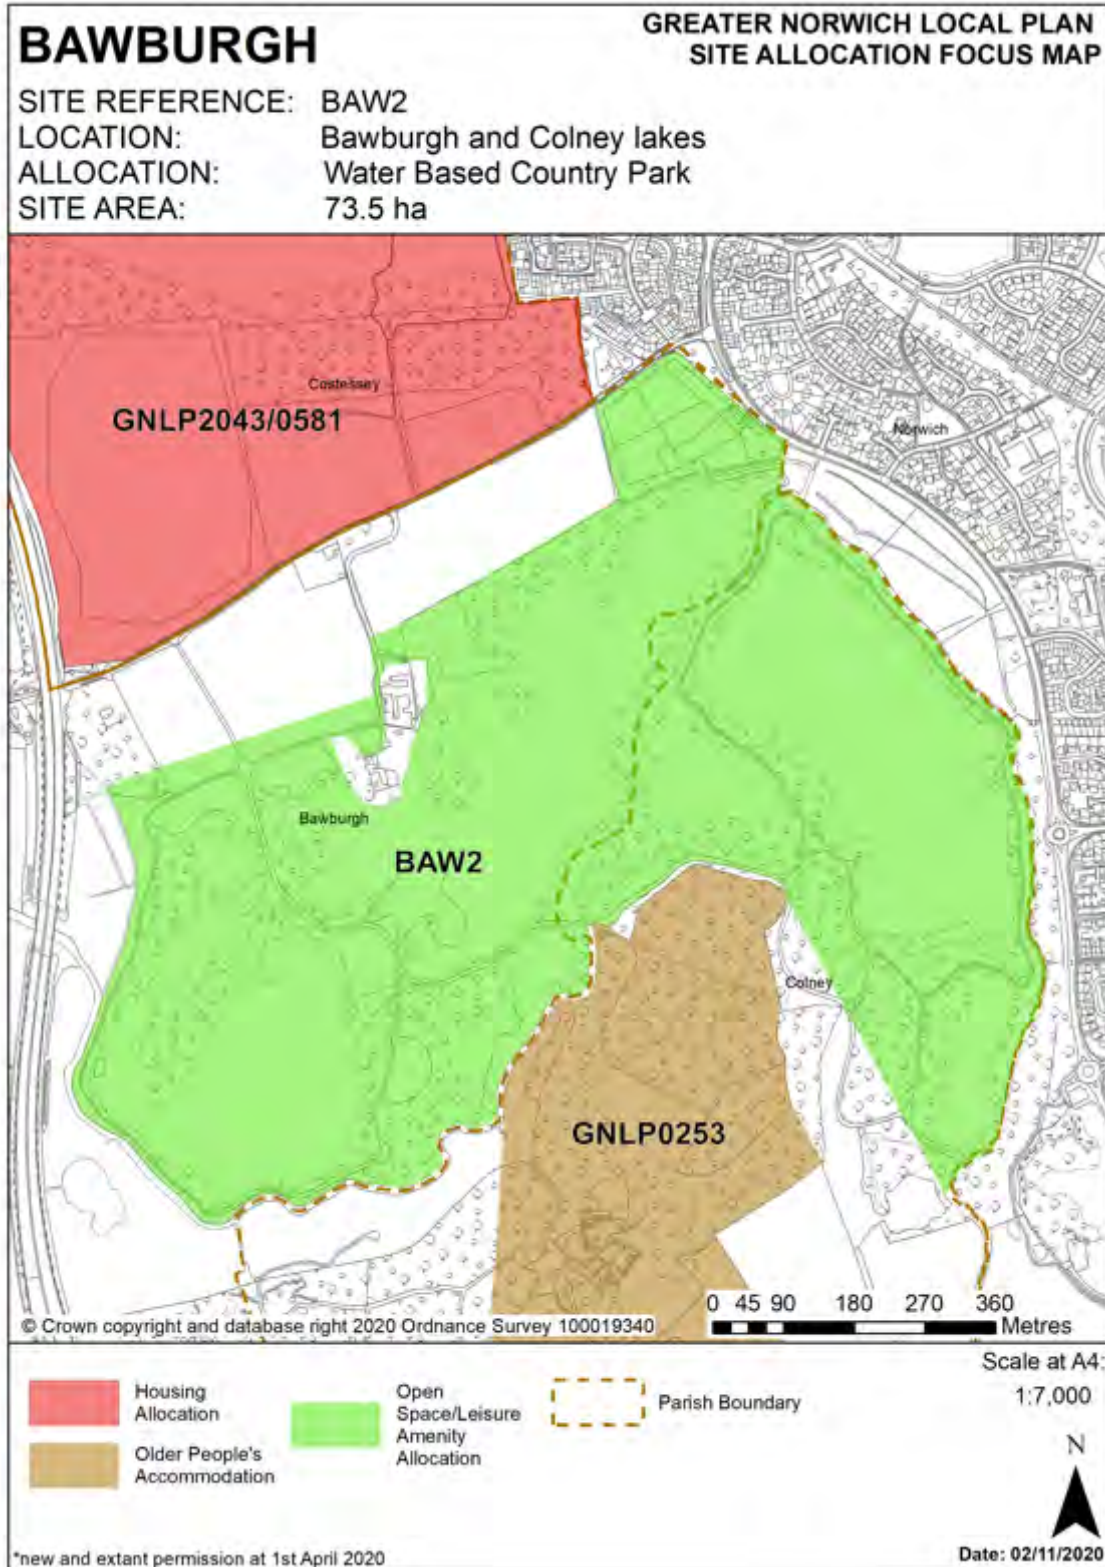 BAWBURGH
GREATER NORWICH LOCAL PLAN
SITE ALLOCATION FOCUS MAP
SITE REFERENCE: BAW2
LOCATION: Bawburgh and Colney lakes
ALLOCATION: Water Based Country Park
SITE AREA: 73.5 ha
Costessey
GNLP2043/0581
Norwich
Bawburgh
BAW2
Colney
GNLP0253
0 45 90 180 270 360
Metres
© Crown copyright and database right 2020 Ordnance Survey 100019340
Housing
Allocation
Older People's
Accommodation
Open
Space/Leisure
Amenity
Allocation
Parish Boundary
Scale at A4:
1:7,000
N
*new and extant permission at 1st April 2020
Date: 02/11/2020